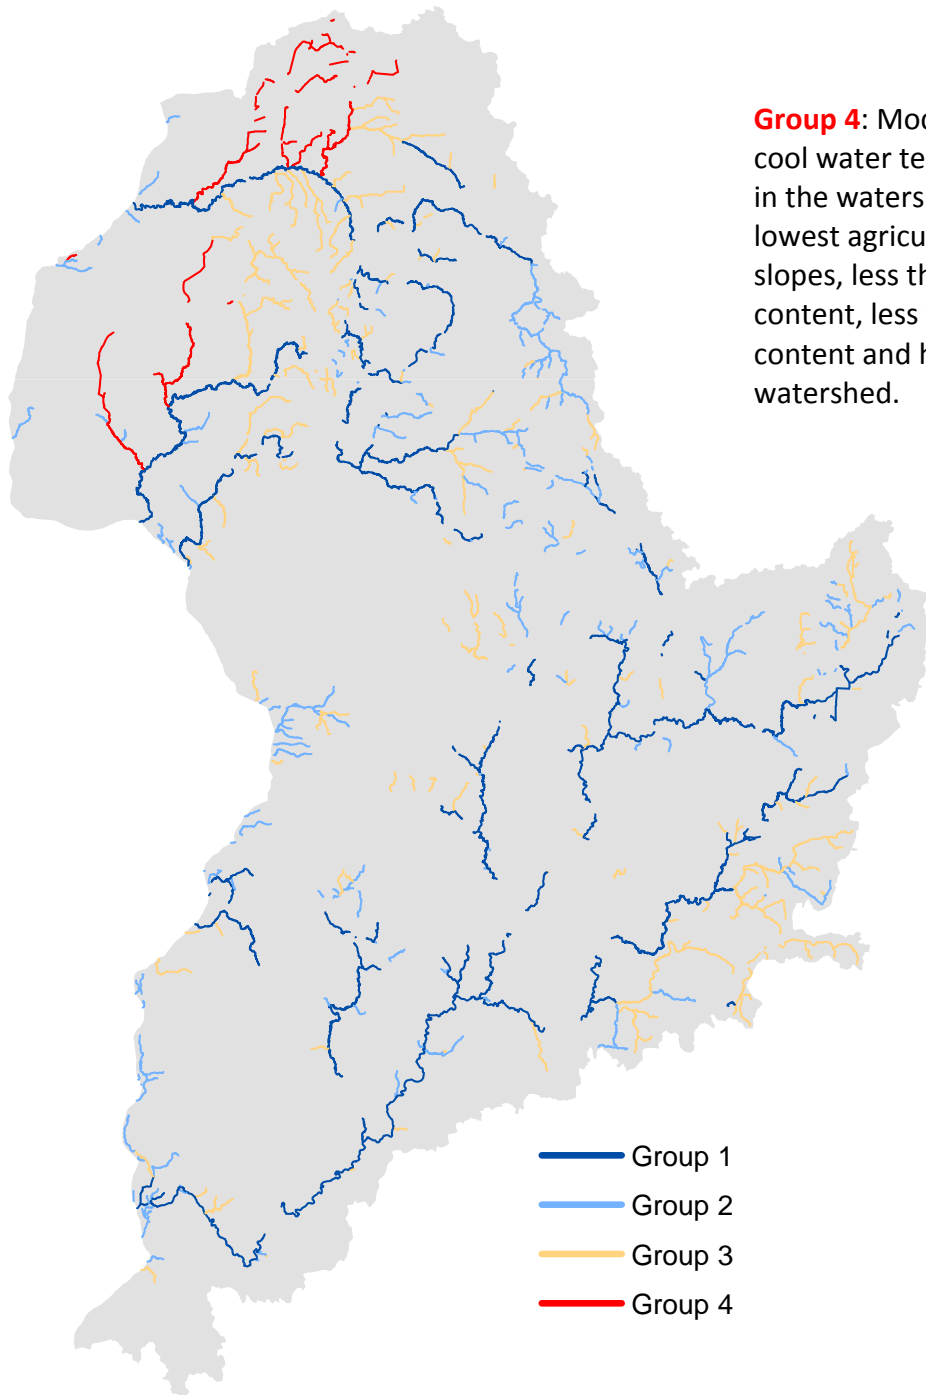 Group 4: Mod
cool water te
in the waters
lowest agricu
slopes, less th
content, less
content and h
watershed.
Group 1
Group 2
Group 3
Group 4